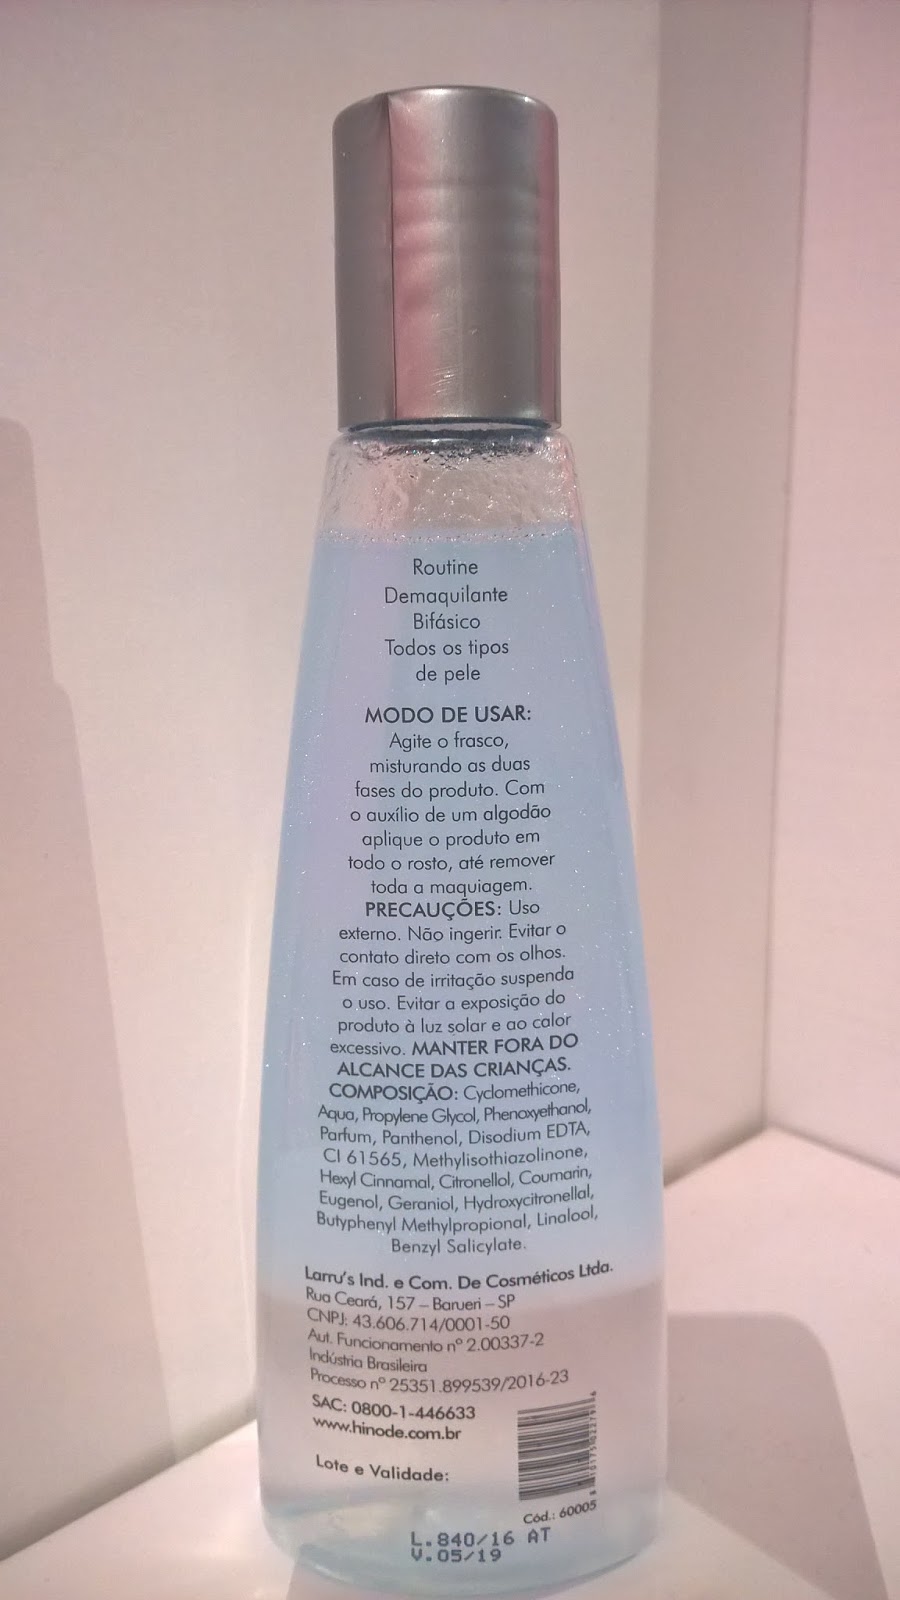 Routine
Demaquilante
Bifásico
Todos os tipos
de pele
MODO DE USAR:
Agite o frasco,
misturando as duas
fases do produto. Com
o auxílio de um algodão
aplique o produto em
todo o rosto, até remover
toda a maquiagem.
PRECAUÇÕES: Uso
externo. Não ingerir. Evitar o
contato direto com os olhos.
Em caso de irritação suspenda
o uso. Evitar a exposição do
produto à luz solar e ao calor
excessivo. MANTER FORA DO
ALCANCE DAS CRIANÇAS.
COMPOSIÇÃO: Cyclomethicone,
Aqua, Propylene Glycol, Phenoxyethanol,
Parfum, Panthenol, Disodium EDTA,
CI 61565, Methylisothiazolinone,
Hexyl Cinnamal, Citronellol, Coumarin,
Eugenol, Geraniol, Hydroxycitronellal,
Butyphenyl Methylpropional, Linalool,
Benzyl Salicylate.
Larru's Ind. e Com. De Cosméticos Ltda.
Rua Ceará, 157 – Barueri – SP
CNPJ: 43.606.714/0001-50
Aut. Funcionamento nº 2.00337-2
Indústria Brasileira
Processo nº 25351.899539/2016-23
SAC: 0800-1-446633
www.hinode.com.br
Lote e Validade:
Cód.: 60005
L.840/16 AT
V.05/19